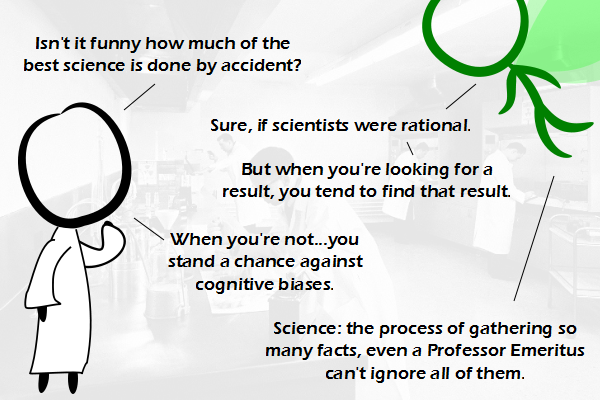 Isn't it funny how much of the
best science is done by accident?
Sure, if scientists were rational.
But when you're looking for a
result, you tend to find that result.
When you're not...you
stand a chance against
cognitive biases.
Science: the process of gathering so
many facts, even a Professor Emeritus
can't ignore all of them.